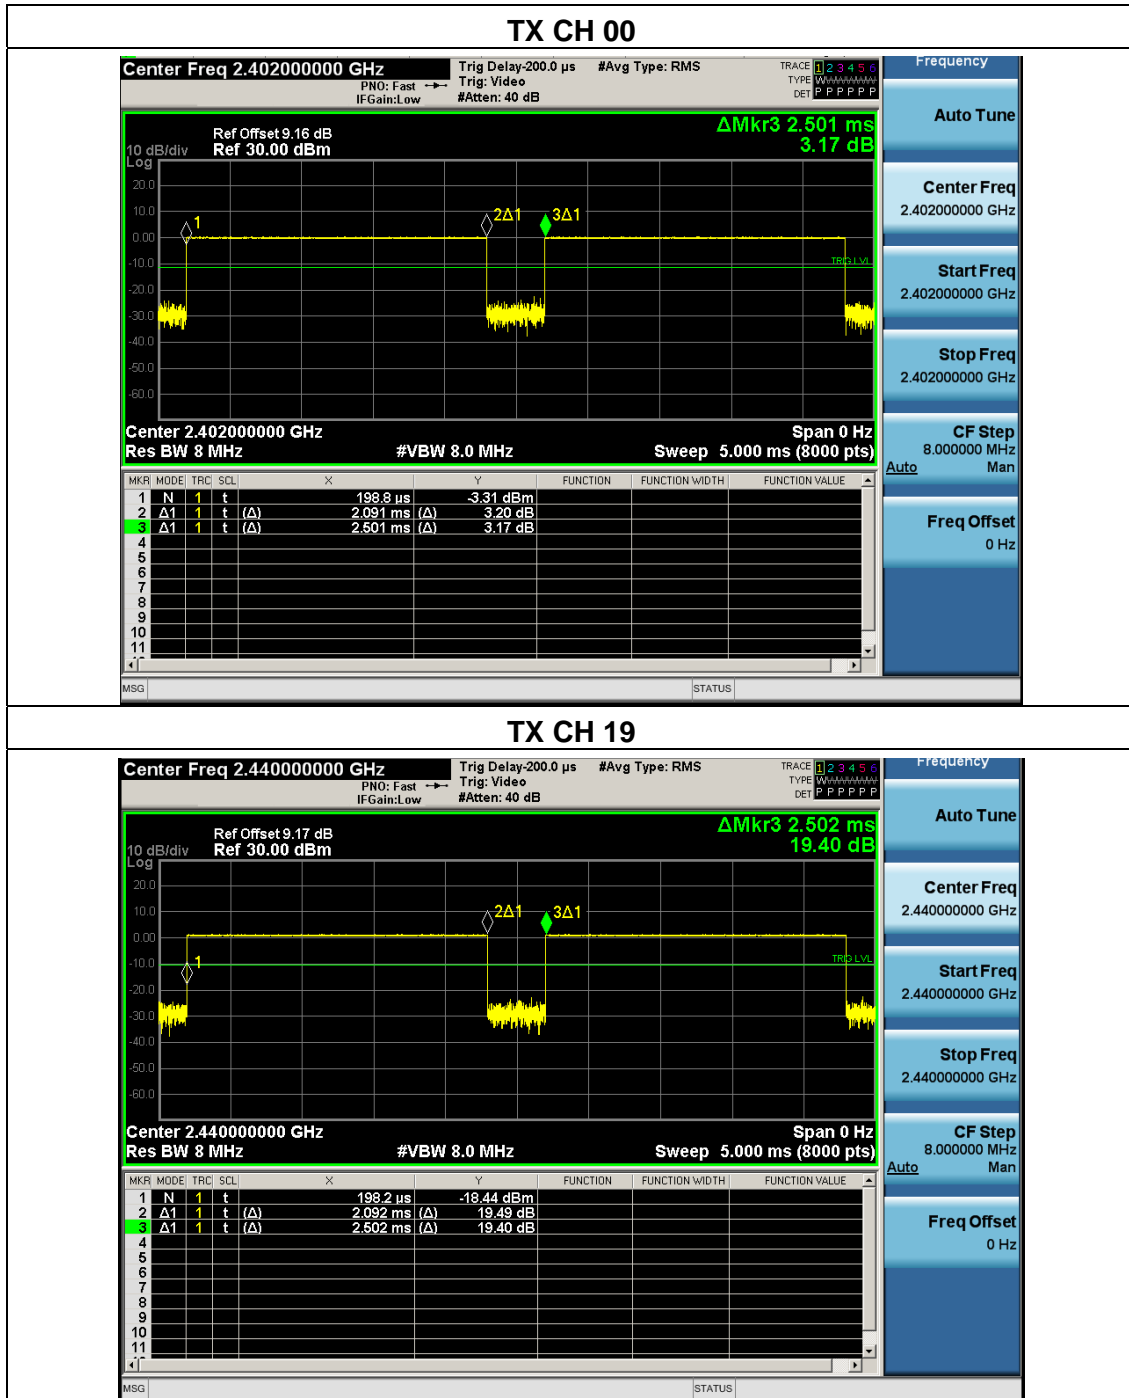 TX CH 00
Center Freq 2.402000000 GHz
PNO: Fast
IFGain:Low
Trig Delay-200.0 µs
Trig: Video
#Atten: 40 dB
#Avg Type: RMS
TRACE 1 2 3 4 5 6
TYPE
DET P P P P P P
Frequency
Auto Tune
Center Freq
2.402000000 GHz
Start Freq
2.402000000 GHz
Stop Freq
2.402000000 GHz
CF Step
8.000000 MHz
Auto Man
Freq Offset
0 Hz
ΔMkr3 2.501 ms
3.17 dB
Ref Offset 9.16 dB
10 dB/div Ref 30.00 dBm
Log
20.0
10.0
0.00
-10.0
-20.0
-30.0
-40.0
-50.0
-60.0
1
2Δ1
3Δ1
TRIG LVL
Center 2.402000000 GHz
Span 0 Hz
Res BW 8 MHz
#VBW 8.0 MHz
Sweep 5.000 ms (8000 pts)
MKR MODE TRC SCL X Y FUNCTION FUNCTION WIDTH FUNCTION VALUE
1 N 1 t 198.8 µs -3.31 dBm
2 Δ1 1 t (Δ) 2.091 ms (Δ) 3.20 dB
3 Δ1 1 t (Δ) 2.501 ms (Δ) 3.17 dB
4
5
6
7
8
9
10
11
MSG
STATUS
TX CH 19
Center Freq 2.440000000 GHz
PNO: Fast
IFGain:Low
Trig Delay-200.0 µs
Trig: Video
#Atten: 40 dB
#Avg Type: RMS
TRACE 1 2 3 4 5 6
TYPE
DET P P P P P P
Frequency
Auto Tune
Center Freq
2.440000000 GHz
Start Freq
2.440000000 GHz
Stop Freq
2.440000000 GHz
CF Step
8.000000 MHz
Auto Man
Freq Offset
0 Hz
ΔMkr3 2.502 ms
19.40 dB
Ref Offset 9.17 dB
10 dB/div Ref 30.00 dBm
Log
20.0
10.0
0.00
-10.0
-20.0
-30.0
-40.0
-50.0
-60.0
1
2Δ1
3Δ1
TRIG LVL
Center 2.440000000 GHz
Span 0 Hz
Res BW 8 MHz
#VBW 8.0 MHz
Sweep 5.000 ms (8000 pts)
MKR MODE TRC SCL X Y FUNCTION FUNCTION WIDTH FUNCTION VALUE
1 N 1 t 198.2 µs -18.44 dBm
2 Δ1 1 t (Δ) 2.092 ms (Δ) 19.49 dB
3 Δ1 1 t (Δ) 2.502 ms (Δ) 19.40 dB
4
5
6
7
8
9
10
11
MSG
STATUS